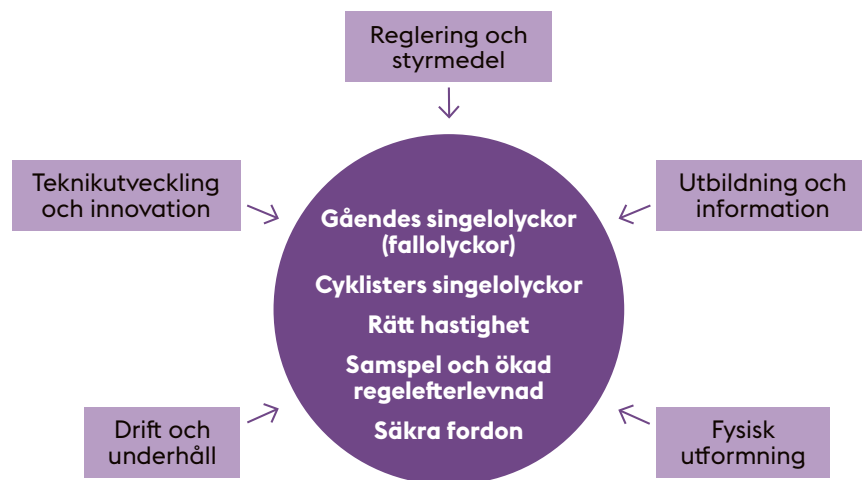 Reglering och
styrmedel
Teknikutveckling
och innovation
Utbildning och
information
Gåendes singelolyckor
(fallolyckor)
Cyklisters singelolyckor
Rätt hastighet
Samspel och ökad
regelefterlevnad
Säkra fordon
Drift och
underhåll
Fysisk
utformning